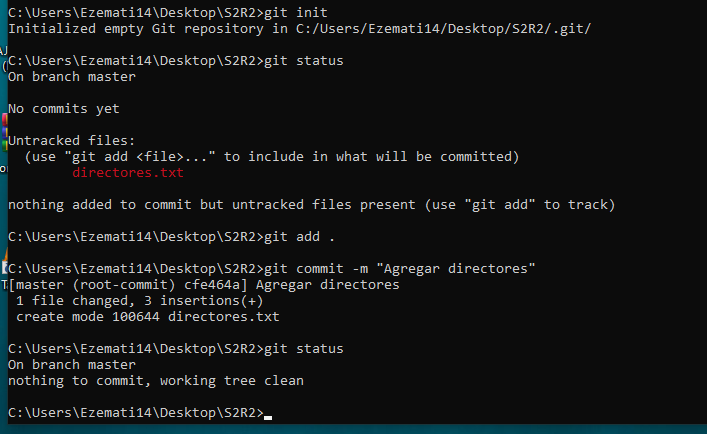 C:\Users\Ezemati14\Desktop\S2R2>git init
Initialized empty Git repository in C:/Users/Ezemati14/Desktop/S2R2/.git/
C:\Users\Ezemati14\Desktop\S2R2>git status
On branch master
No commits yet
Untracked files:
  (use "git add <file>..." to include in what will be committed)
        directores.txt
nothing added to commit but untracked files present (use "git add" to track)
C:\Users\Ezemati14\Desktop\S2R2>git add .
C:\Users\Ezemati14\Desktop\S2R2>git commit -m "Agregar directores"
[master (root-commit) cfe464a] Agregar directores
 1 file changed, 3 insertions(+)
 create mode 100644 directores.txt
C:\Users\Ezemati14\Desktop\S2R2>git status
On branch master
nothing to commit, working tree clean
C:\Users\Ezemati14\Desktop\S2R2>